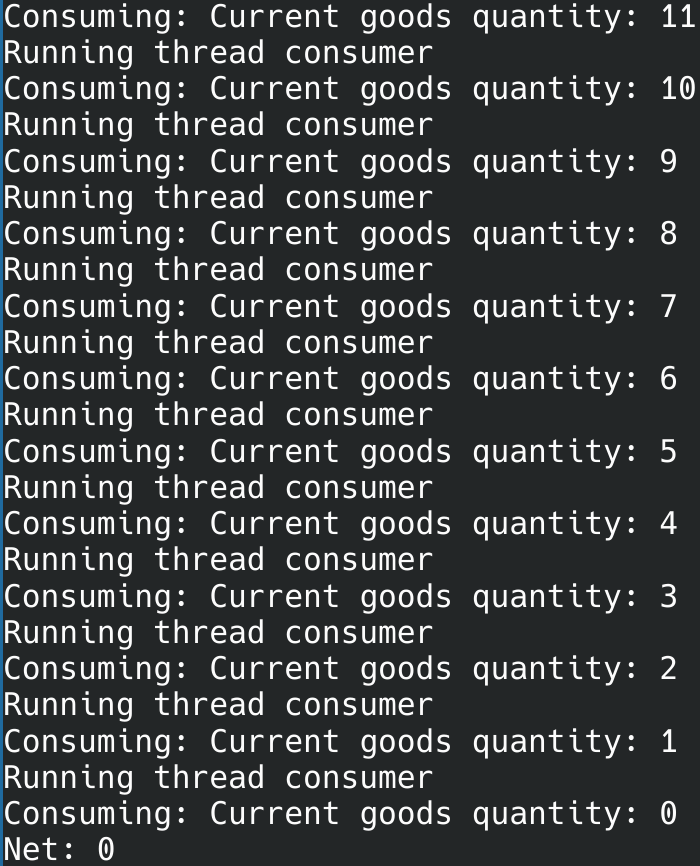 Consuming: Current goods quantity: 11
Running thread consumer
Consuming: Current goods quantity: 10
Running thread consumer
Consuming: Current goods quantity: 9
Running thread consumer
Consuming: Current goods quantity: 8
Running thread consumer
Consuming: Current goods quantity: 7
Running thread consumer
Consuming: Current goods quantity: 6
Running thread consumer
Consuming: Current goods quantity: 5
Running thread consumer
Consuming: Current goods quantity: 4
Running thread consumer
Consuming: Current goods quantity: 3
Running thread consumer
Consuming: Current goods quantity: 2
Running thread consumer
Consuming: Current goods quantity: 1
Running thread consumer
Consuming: Current goods quantity: 0
Net: 0